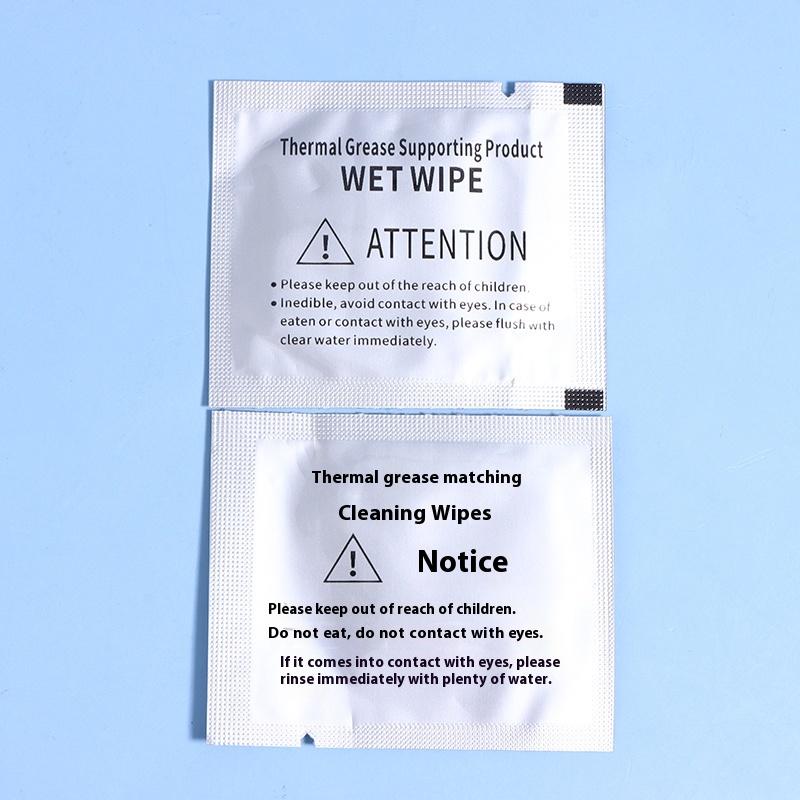 Thermal Grease Supporting Product
WET WIPE
! ATTENTION
• Please keep out of the reach of children.
• Inedible, avoid contact with eyes. In case of
eaten or contact with eyes, please flush with
clear water immediately.
Thermal grease matching
Cleaning Wipes
! Notice
Please keep out of reach of children.
Do not eat, do not contact with eyes.
If it comes into contact with eyes, please
rinse immediately with plenty of water.